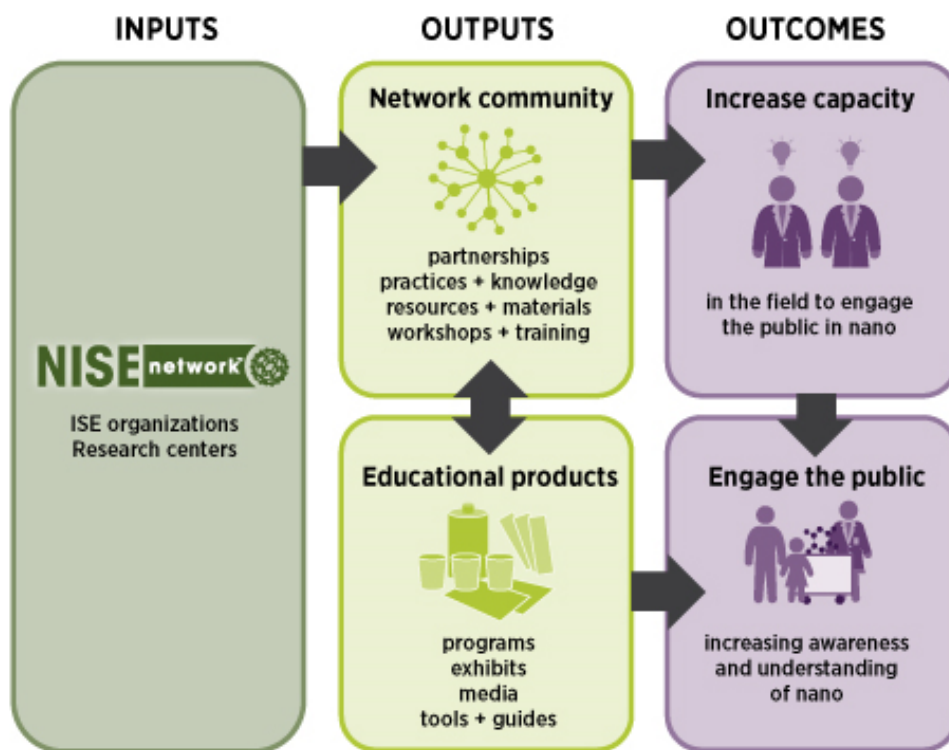 INPUTS
OUTPUTS
OUTCOMES
NISE network
ISE organizations
Research centers
Network community
partnerships
practices + knowledge
resources + materials
workshops + training
Educational products
programs
exhibits
media
tools + guides
Increase capacity
in the field to engage
the public in nano
Engage the public
increasing awareness
and understanding
of nano